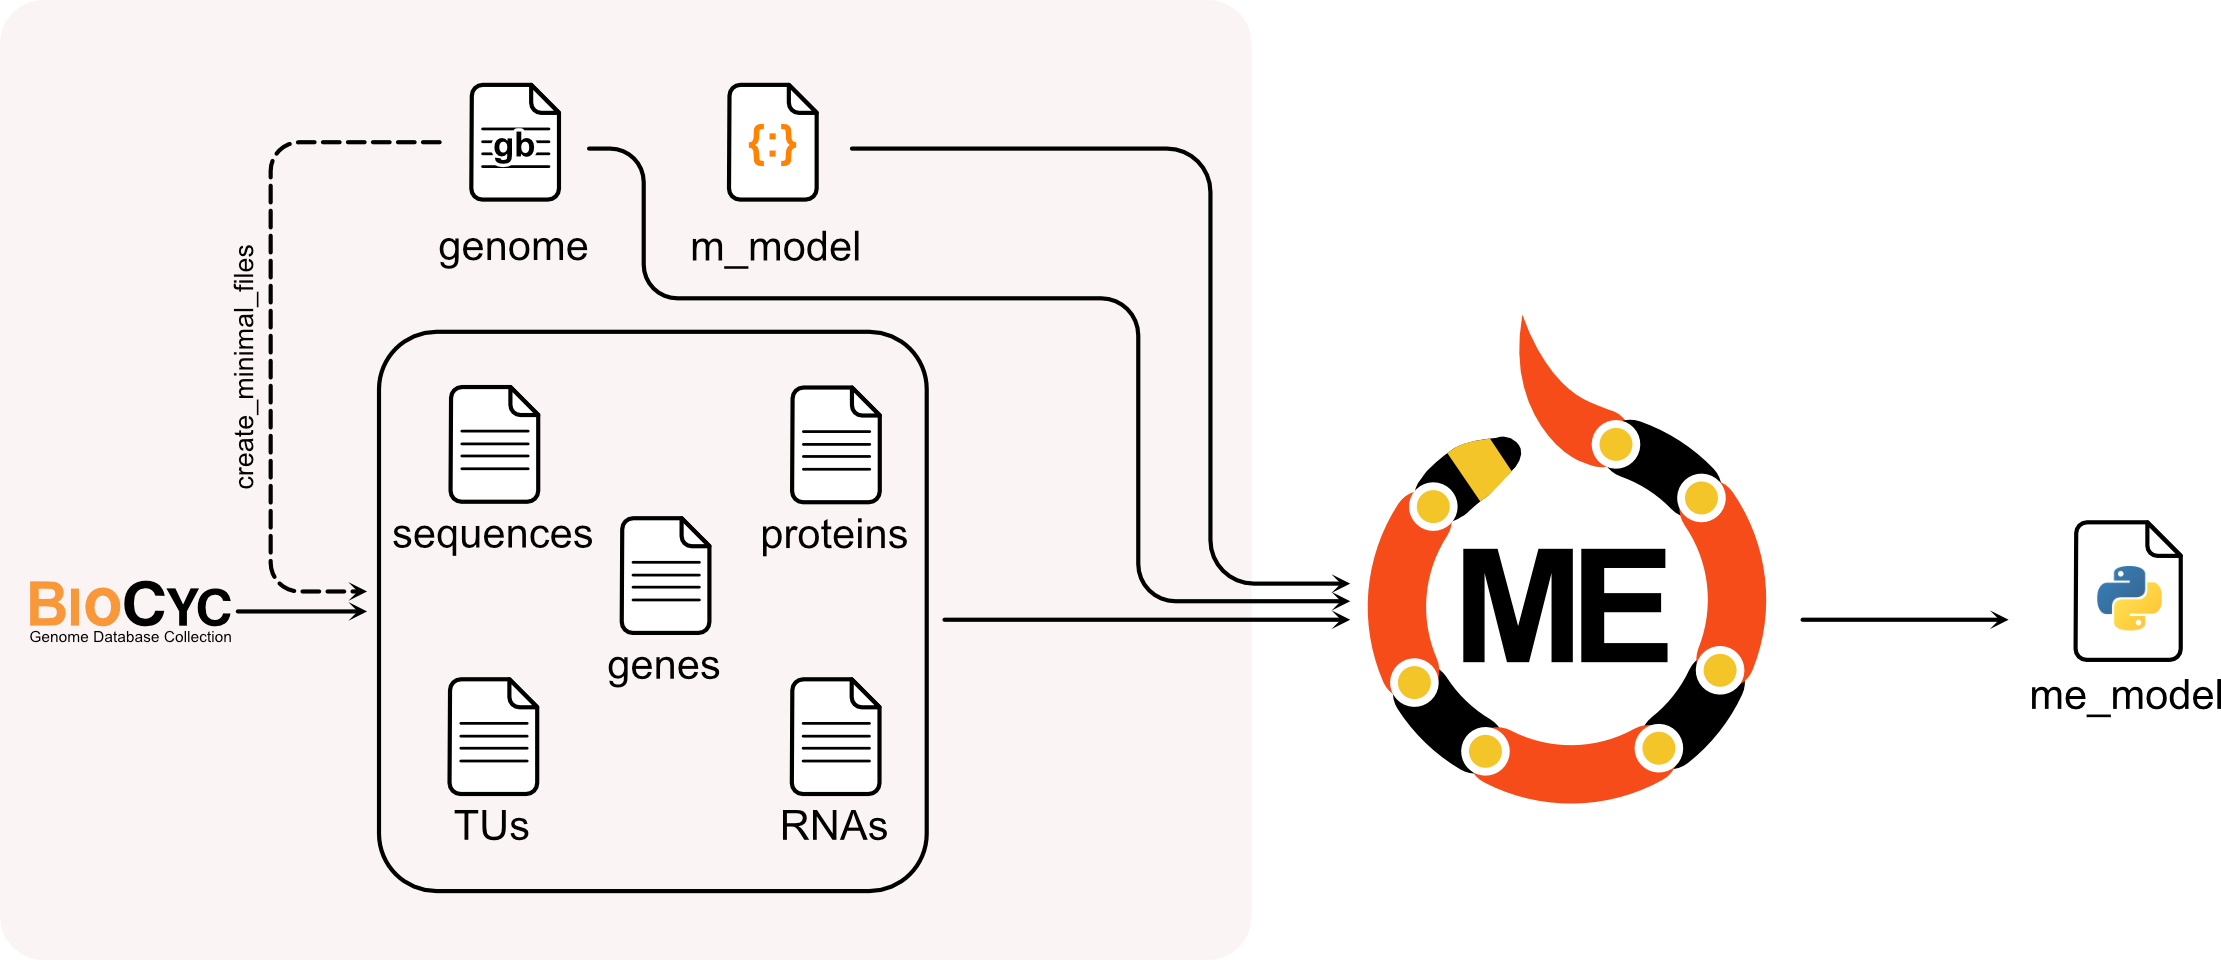 gb
{:}
genome
m_model
create_minimal_files
sequences
proteins
genes
BIOCYC
Genome Database Collection
TUs
RNAs
ME
me_model